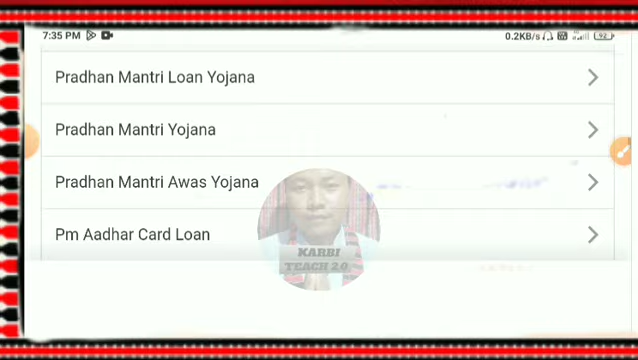 7:35 PM
0.2KB/s
92
Pradhan Mantri Loan Yojana
Pradhan Mantri Yojana
Pradhan Mantri Awas Yojana
Pm Aadhar Card Loan
KARBI
TEACH 2.0